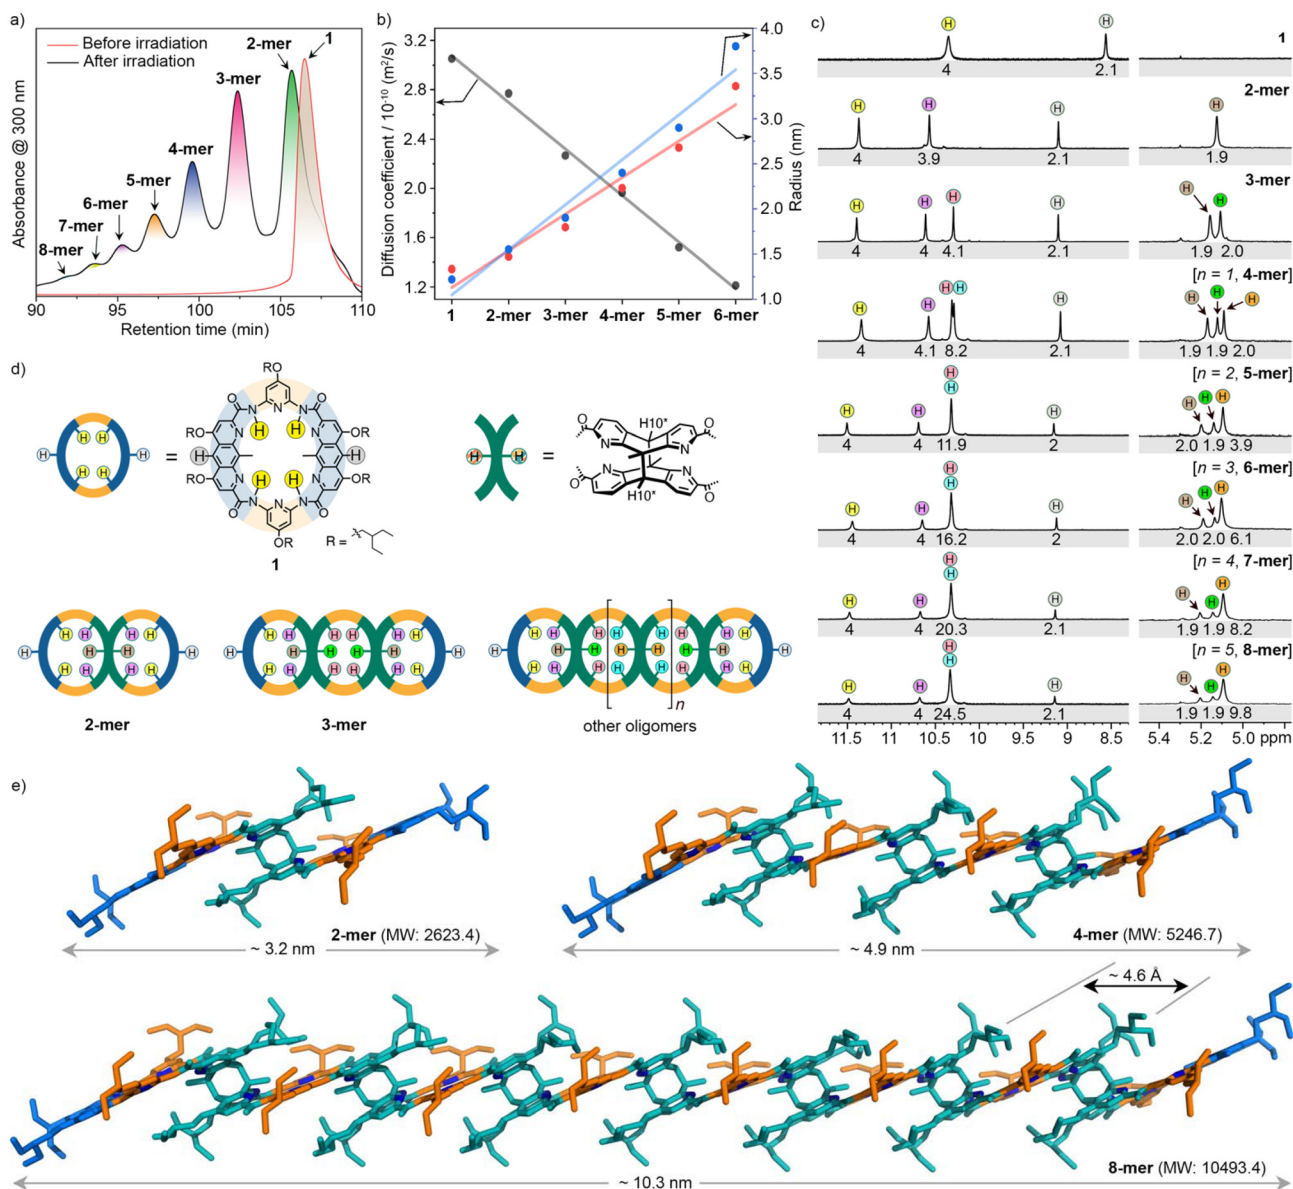 a)
Before irradiation
After irradiation
1
2-mer
3-mer
4-mer
5-mer
6-mer
7-mer
8-mer
Absorbance @ 300 nm
90 95 100 105 110
Retention time (min)
b)
3.2
2.8
2.4
2.0
1.6
1.2
Diffusion coefficient / 10⁻¹⁰ (m²/s)
4.0
3.5
3.0
2.5
2.0
1.5
1.0
Radius (nm)
1 2-mer 3-mer 4-mer 5-mer 6-mer
c)
1
H H
4 2.1
2-mer
H H H H
4 3.9 2.1 1.9
3-mer
H H H H H H
4 4.1 4.1 2.1 1.9 2.0
[n = 1, 4-mer]
H H H H H H H H
4 4.1 8.2 2.1 1.9 1.9 2.0
[n = 2, 5-mer]
H H H H H H H H
4 4 11.9 2 2.0 1.9 3.9
[n = 3, 6-mer]
H H H H H H H H
4 4 16.2 2 2.0 2.0 6.1
[n = 4, 7-mer]
H H H H H H H H
4 4 20.3 2.1 1.9 1.9 8.2
[n = 5, 8-mer]
H H H H H H H H
4 4 24.5 2.1 1.9 1.9 9.8
11.5 11 10.5 10 9.5 9 8.5 5.4 5.2 5.0 ppm
d)
H H H H H H
=
OR
O N O
N N
H H
RO N N OR
H H
RO N N OR
H H
N N
O N O
OR
R =
1
H H
=
H10*
O N N O
O N N O
H10*
H H H H
H H H H H H
H H H H
2-mer
H H H H H H H H
H H H H H H
H H H H H H H H
3-mer
H H H H H H H H H H
H H H H H H H H
H H H H H H H H H H
n
other oligomers
e)
2-mer (MW: 2623.4)
~ 3.2 nm
4-mer (MW: 5246.7)
~ 4.9 nm
~ 4.6 Å
8-mer (MW: 10493.4)
~ 10.3 nm